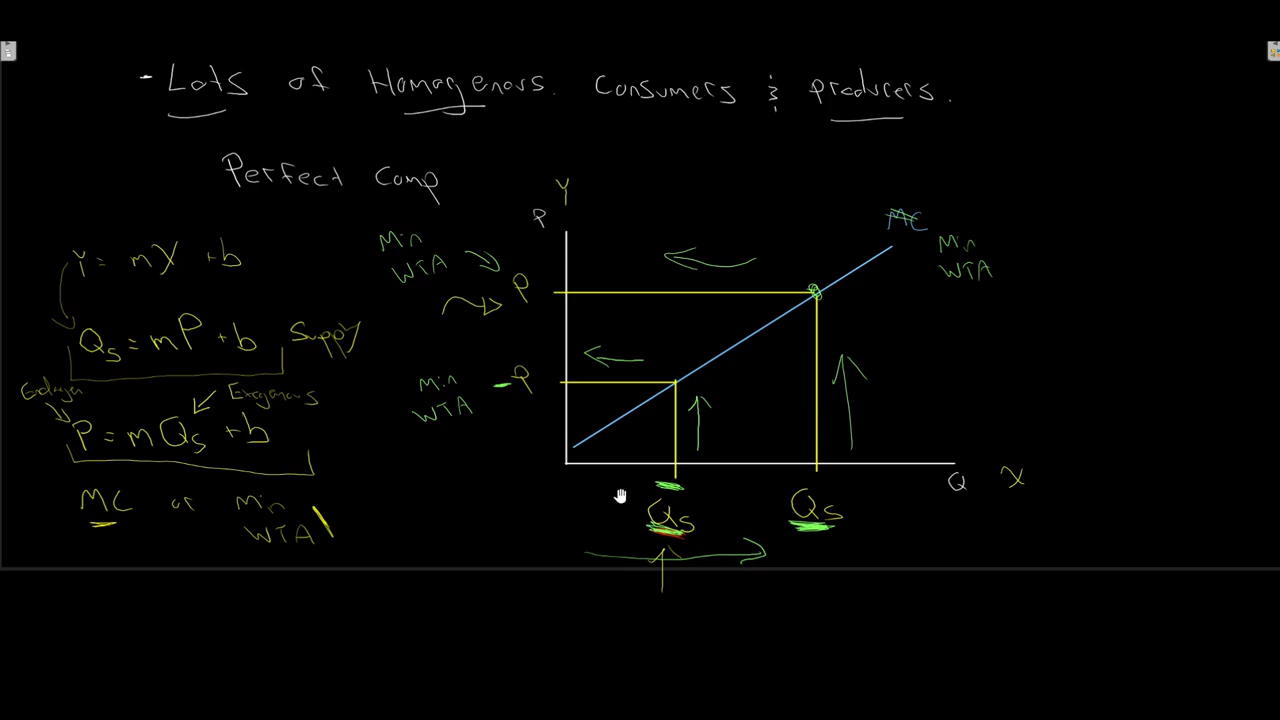 - Lots of Homogenous. Consumers & producers.
Perfect Comp
Y = mX + b
Qs = mP + b Supply
Exogenous
P = mQs + b
MC or Min
WTA
Y
P
MC
Min
WTA
Min
WTA
P
Min
WTA
P
Q X
Qs Qs